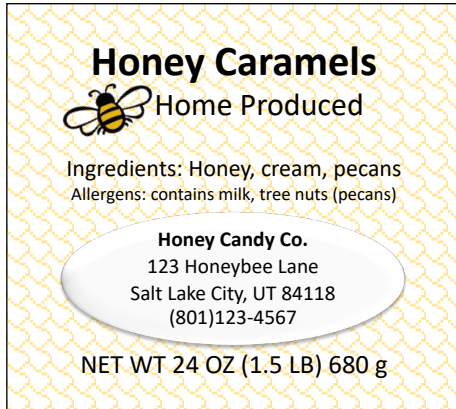 Honey Caramels
Home Produced
Ingredients: Honey, cream, pecans
Allergens: contains milk, tree nuts (pecans)
Honey Candy Co.
123 Honeybee Lane
Salt Lake City, UT 84118
(801)123-4567
NET WT 24 OZ (1.5 LB) 680 g